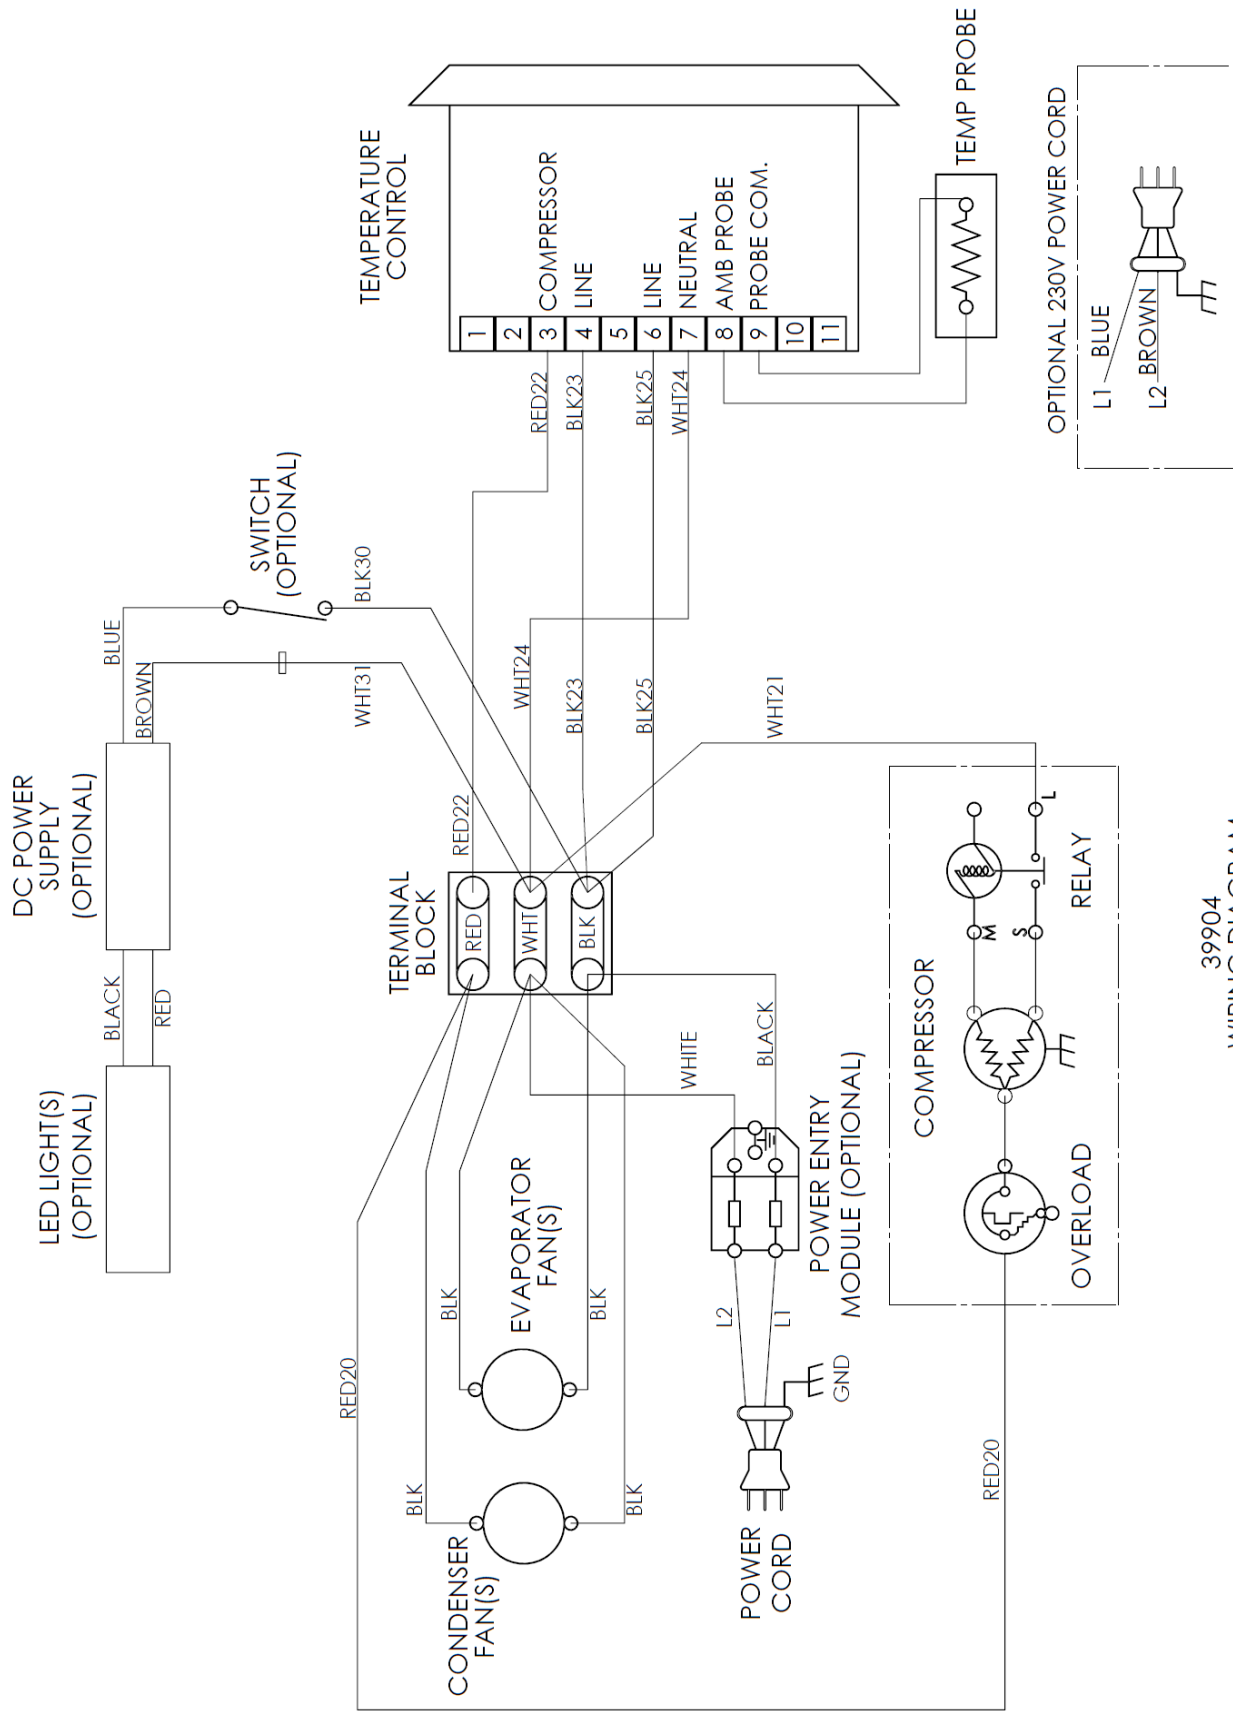 LED LIGHT(S)
(OPTIONAL)
BLACK
RED
DC POWER
SUPPLY
(OPTIONAL)
BLUE
BROWN
SWITCH
(OPTIONAL)
WHT31
BLK30
TEMPERATURE
CONTROL
1
2
3 COMPRESSOR
4 LINE
5
6 LINE
7 NEUTRAL
8 AMB PROBE
9 PROBE COM.
10
11
RED22
BLK23
BLK25
WHT24
TERMINAL
BLOCK
RED
WHT
BLK
RED22
WHT24
BLK23
BLK25
WHT21
RED20
BLK
BLK
CONDENSER
FAN(S)
BLK
BLK
EVAPORATOR
FAN(S)
WHITE
BLACK
L2
L1
GND
POWER
CORD
POWER ENTRY
MODULE (OPTIONAL)
TEMP PROBE
COMPRESSOR
M
S
L
RELAY
OVERLOAD
RED20
OPTIONAL 230V POWER CORD
L1 BLUE
L2 BROWN
39904
WIRING DIAGRAM